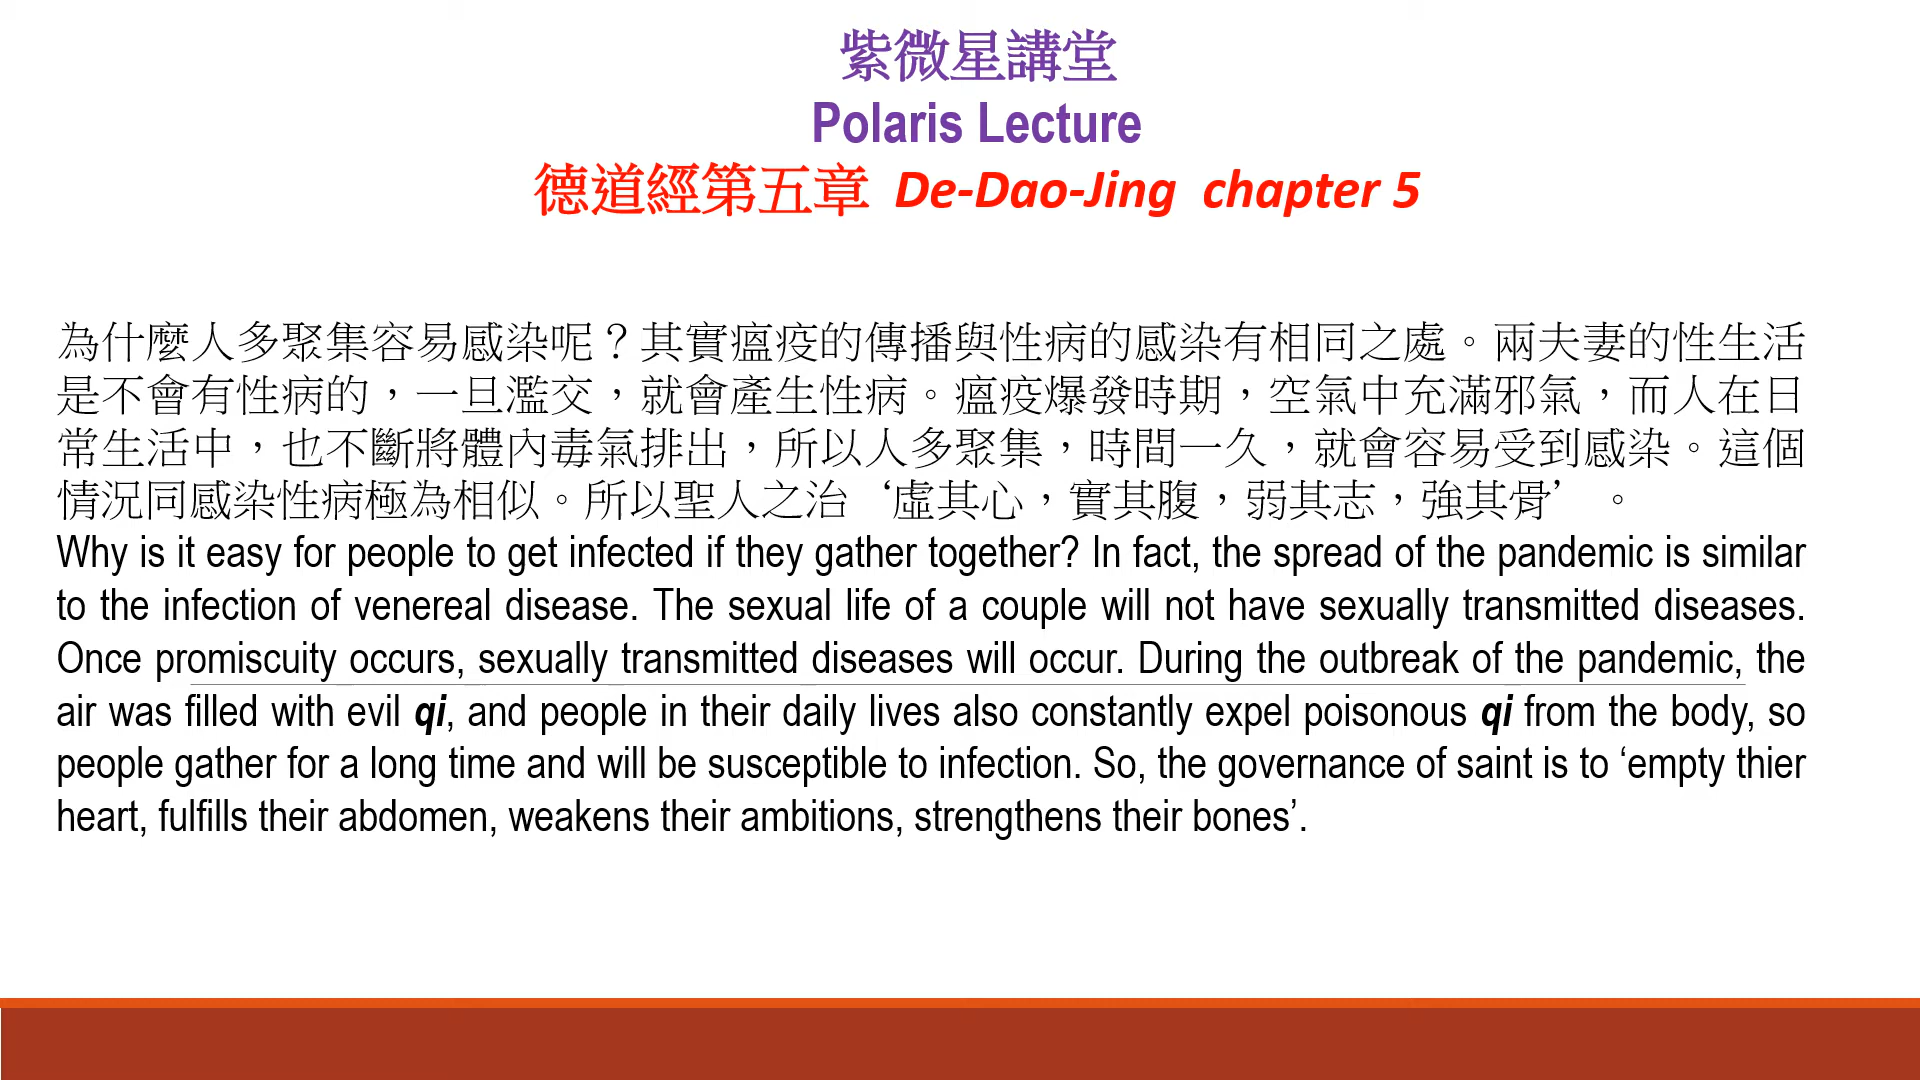 紫微星講堂
Polaris Lecture
德道經第五章 De-Dao-Jing chapter 5
為什麼人多聚集容易感染呢？其實瘟疫的傳播與性病的感染有相同之處。兩夫妻的性生活
是不會有性病的，一旦濫交，就會產生性病。瘟疫爆發時期，空氣中充滿邪氣，而人在日
常生活中，也不斷將體內毒氣排出，所以人多聚集，時間一久，就會容易受到感染。這個
情況同感染性病極為相似。所以聖人之治‘虛其心，實其腹，弱其志，強其骨’。
Why is it easy for people to get infected if they gather together? In fact, the spread of the pandemic is similar
to the infection of venereal disease. The sexual life of a couple will not have sexually transmitted diseases.
Once promiscuity occurs, sexually transmitted diseases will occur. During the outbreak of the pandemic, the
air was filled with evil qi, and people in their daily lives also constantly expel poisonous qi from the body, so
people gather for a long time and will be susceptible to infection. So, the governance of saint is to ‘empty thier
heart, fulfills their abdomen, weakens their ambitions, strengthens their bones’.